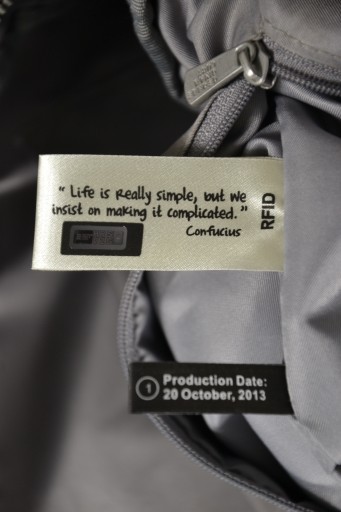 “ Life is Really simple, but we
insist on making it complicated. ”
Confucius
RFID
1
Production Date:
20 October, 2013